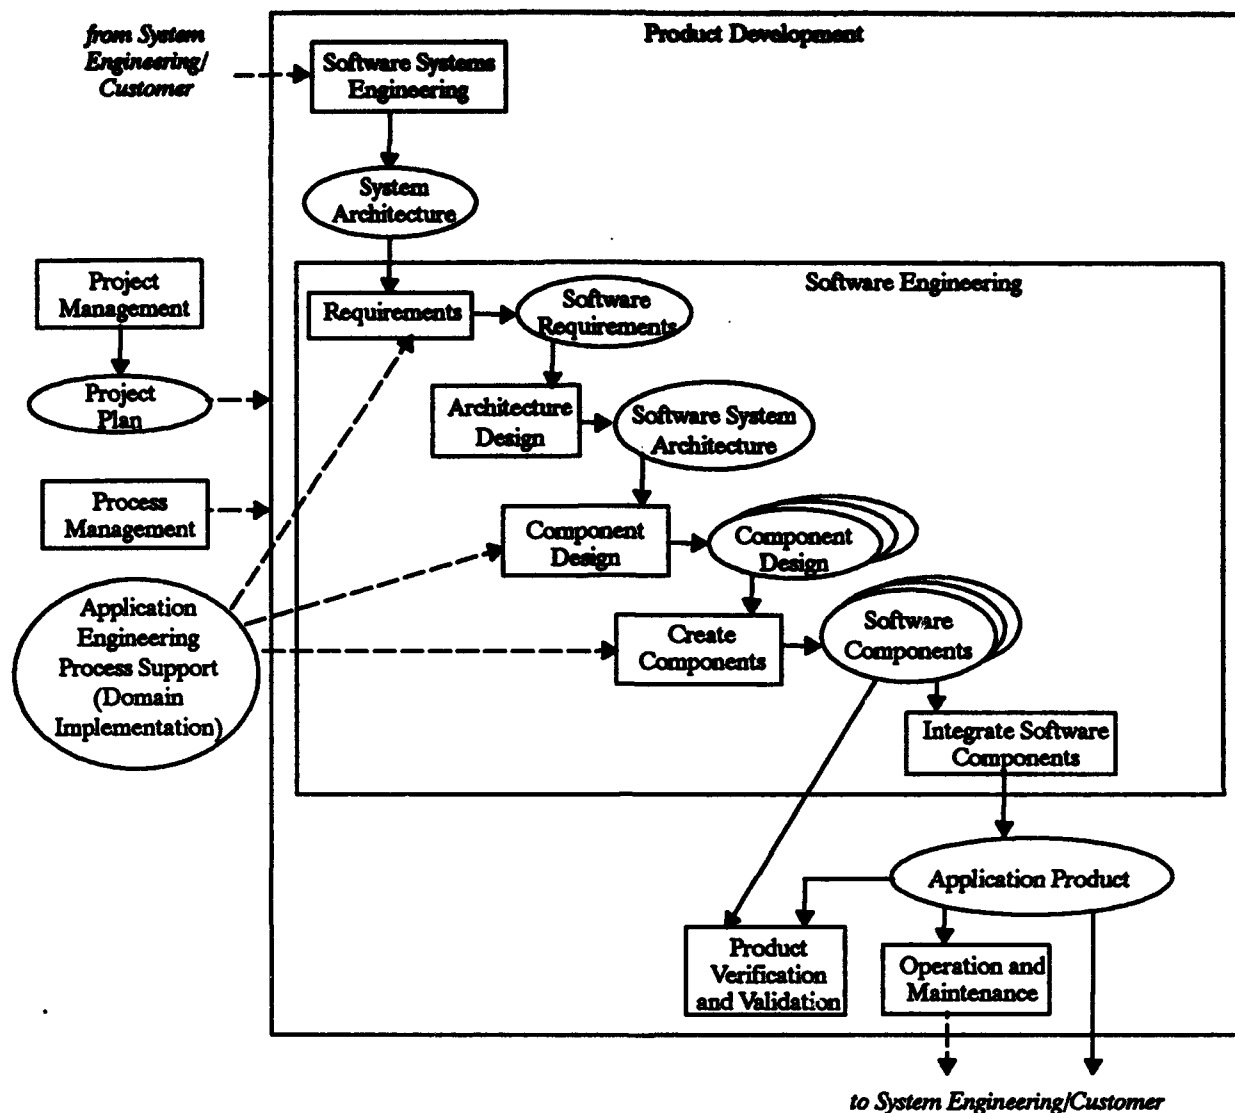 from System
Engineering/
Customer
Product Development
Software Systems
Engineering
System
Architecture
Project
Management
Software Engineering
Requirements
Software
Requirements
Project
Plan
Architecture
Design
Software System
Architecture
Process
Management
Component
Design
Component
Design
Application
Engineering
Process Support
(Domain
Implementation)
Create
Components
Software
Components
Integrate Software
Components
Application Product
Product
Verification
and Validation
Operation and
Maintenance
to System Engineering/Customer